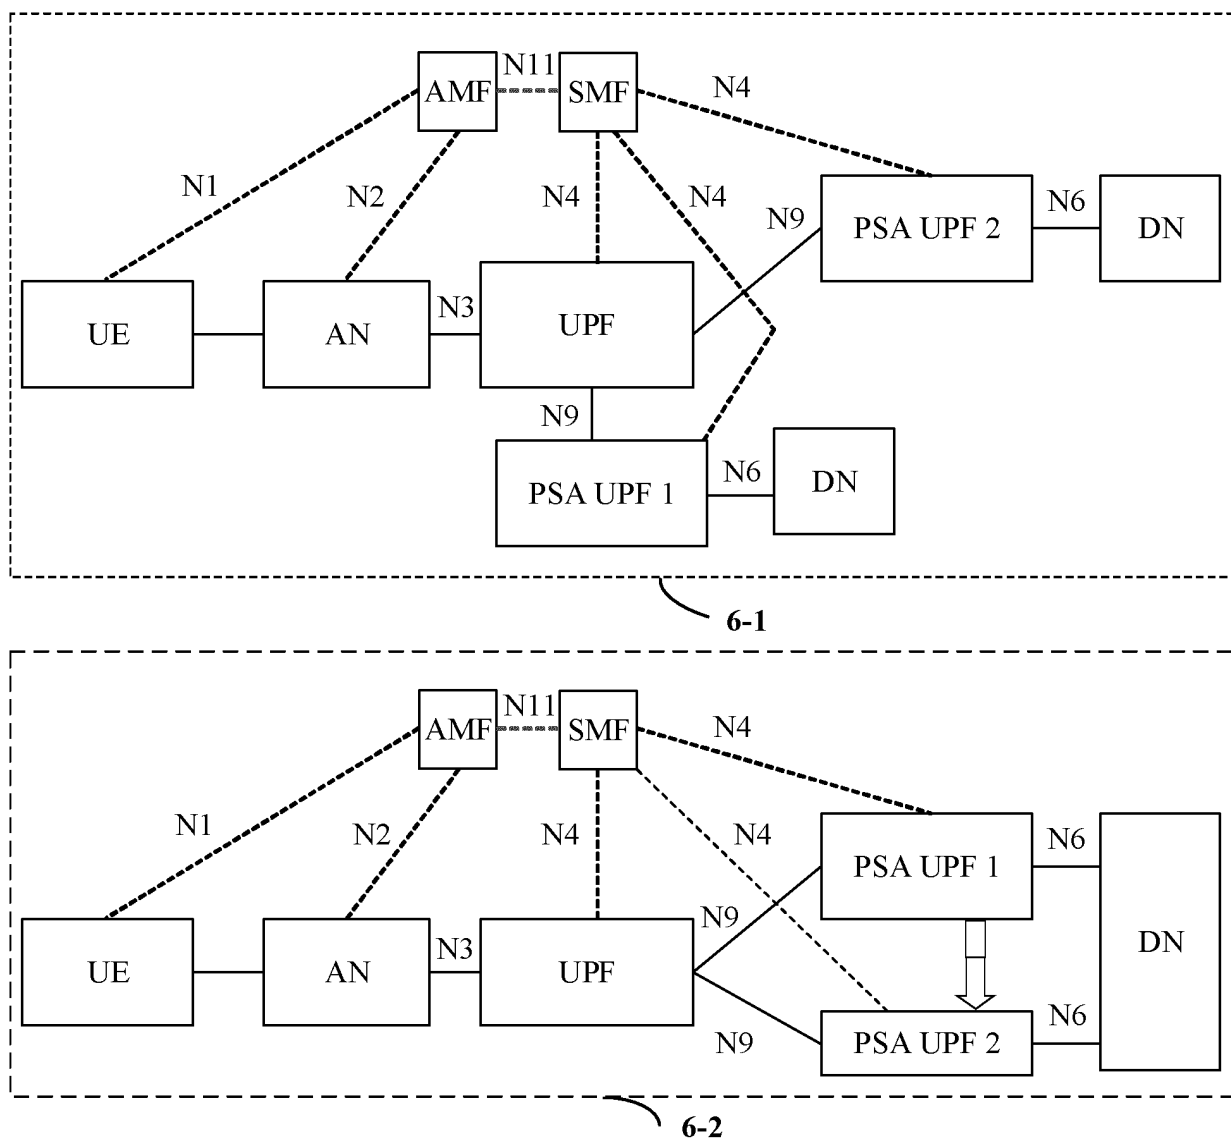 N11
AMF
SMF
N4
N1
N2
N4
N4
N9
PSA UPF 2
N6
DN
UE
AN
N3
UPF
N9
PSA UPF 1
N6
DN
6-1
N11
AMF
SMF
N4
N1
N2
N4
N4
PSA UPF 1
N6
N9
UE
AN
N3
UPF
DN
N9
PSA UPF 2
N6
6-2